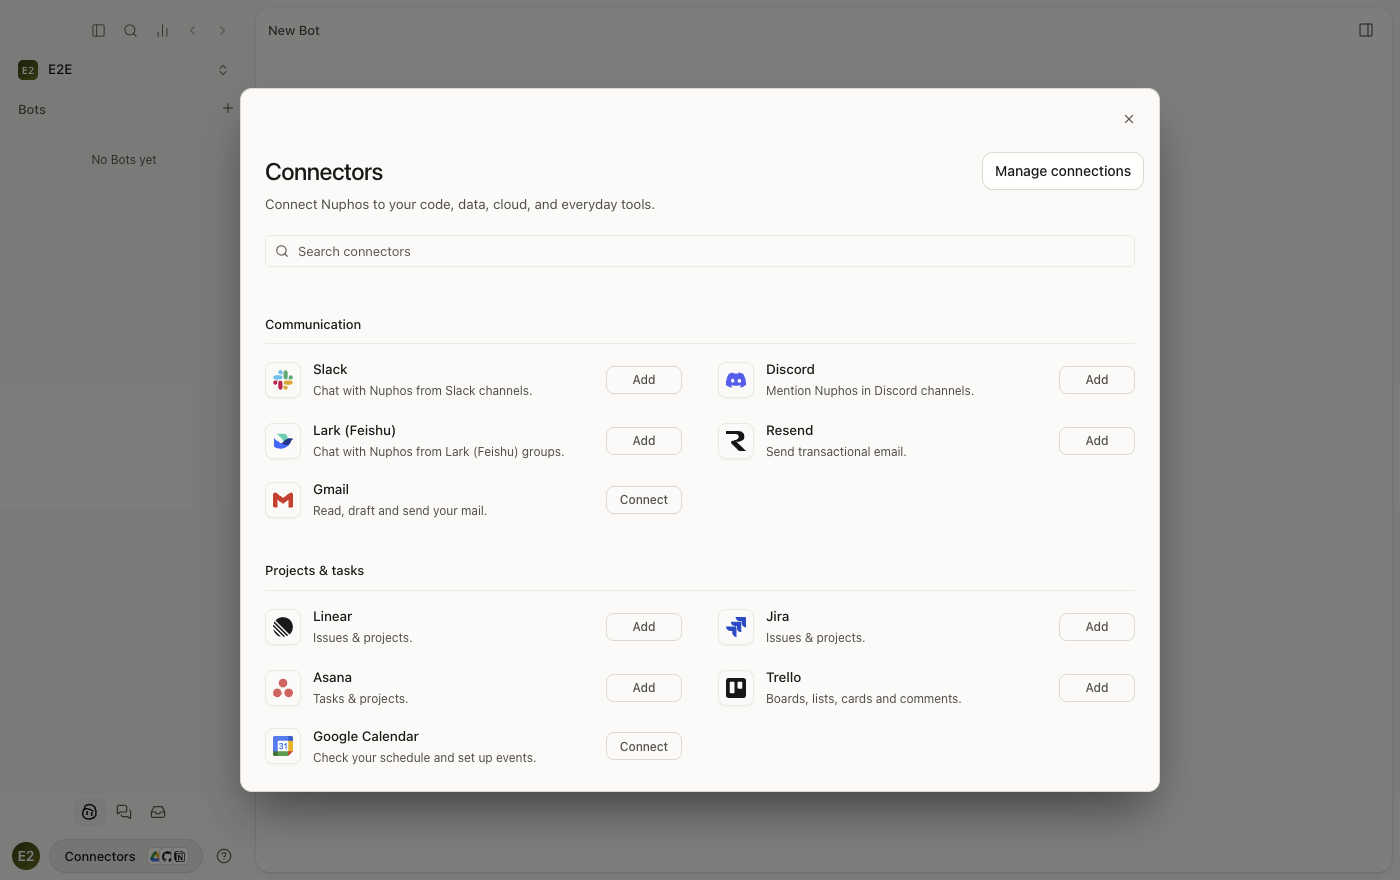 New Bot
E2 E2E
Bots
No Bots yet
Connectors
Manage connections
Connect Nuphos to your code, data, cloud, and everyday tools.
Search connectors
Communication
Slack
Chat with Nuphos from Slack channels.
Add
Discord
Mention Nuphos in Discord channels.
Add
Lark (Feishu)
Chat with Nuphos from Lark (Feishu) groups.
Add
Resend
Send transactional email.
Add
Gmail
Read, draft and send your mail.
Connect
Projects & tasks
Linear
Issues & projects.
Add
Jira
Issues & projects.
Add
Asana
Tasks & projects.
Add
Trello
Boards, lists, cards and comments.
Add
31
Google Calendar
Check your schedule and set up events.
Connect
E2 Connectors